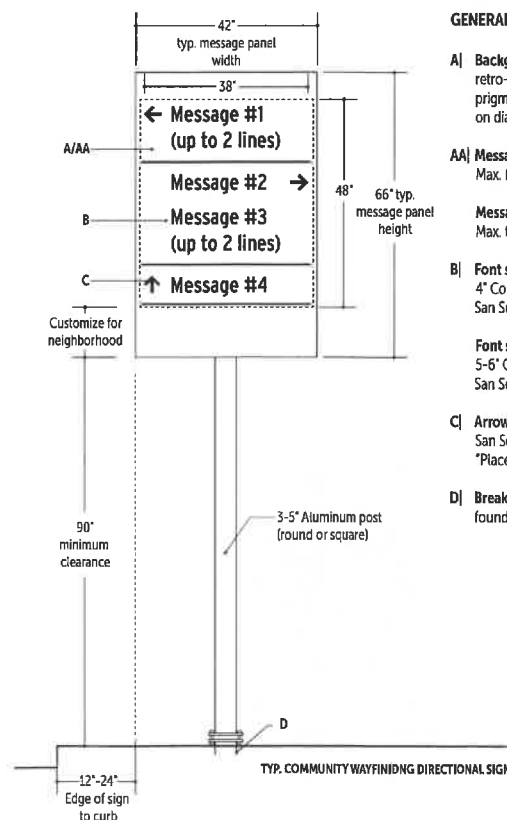 42"
typ. message panel
width
38"
← Message #1
(up to 2 lines)
A/AA
Message #2 →
48"
66" typ.
message panel
height
B
Message #3
(up to 2 lines)
C
↑ Message #4
Customize for
neighborhood
90"
minimum
clearance
3-5" Aluminum post
(round or square)
D
12"-24"
Edge of sign
to curb
TYP. COMMUNITY WAYFINIDNG DIRECTIONAL SIGN
GENERAL
A| Backg
retro-
prigm
on dia
AA| Messa
Max.
Messa
Max. t
B| Font s
4" Co
San Se
Font s
5-6" C
San Se
C| Arrow
San Se
"Place
D| Break
found